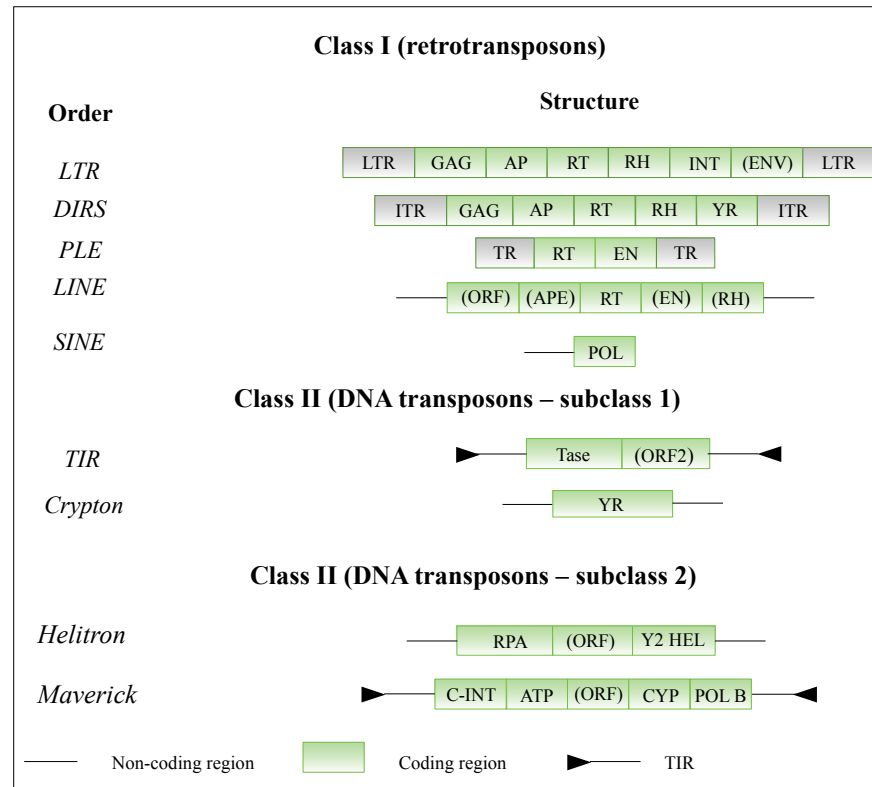 Class I (retrotransposons)
Order Structure
LTR LTR GAG AP RT RH INT (ENV) LTR
DIRS ITR GAG AP RT RH YR ITR
PLE TR RT EN TR
LINE (ORF) (APE) RT (EN) (RH)
SINE POL
Class II (DNA transposons – subclass 1)
TIR Tase (ORF2)
Crypton YR
Class II (DNA transposons – subclass 2)
Helitron RPA (ORF) Y2 HEL
Maverick C-INT ATP (ORF) CYP POL B
Non-coding region Coding region TIR